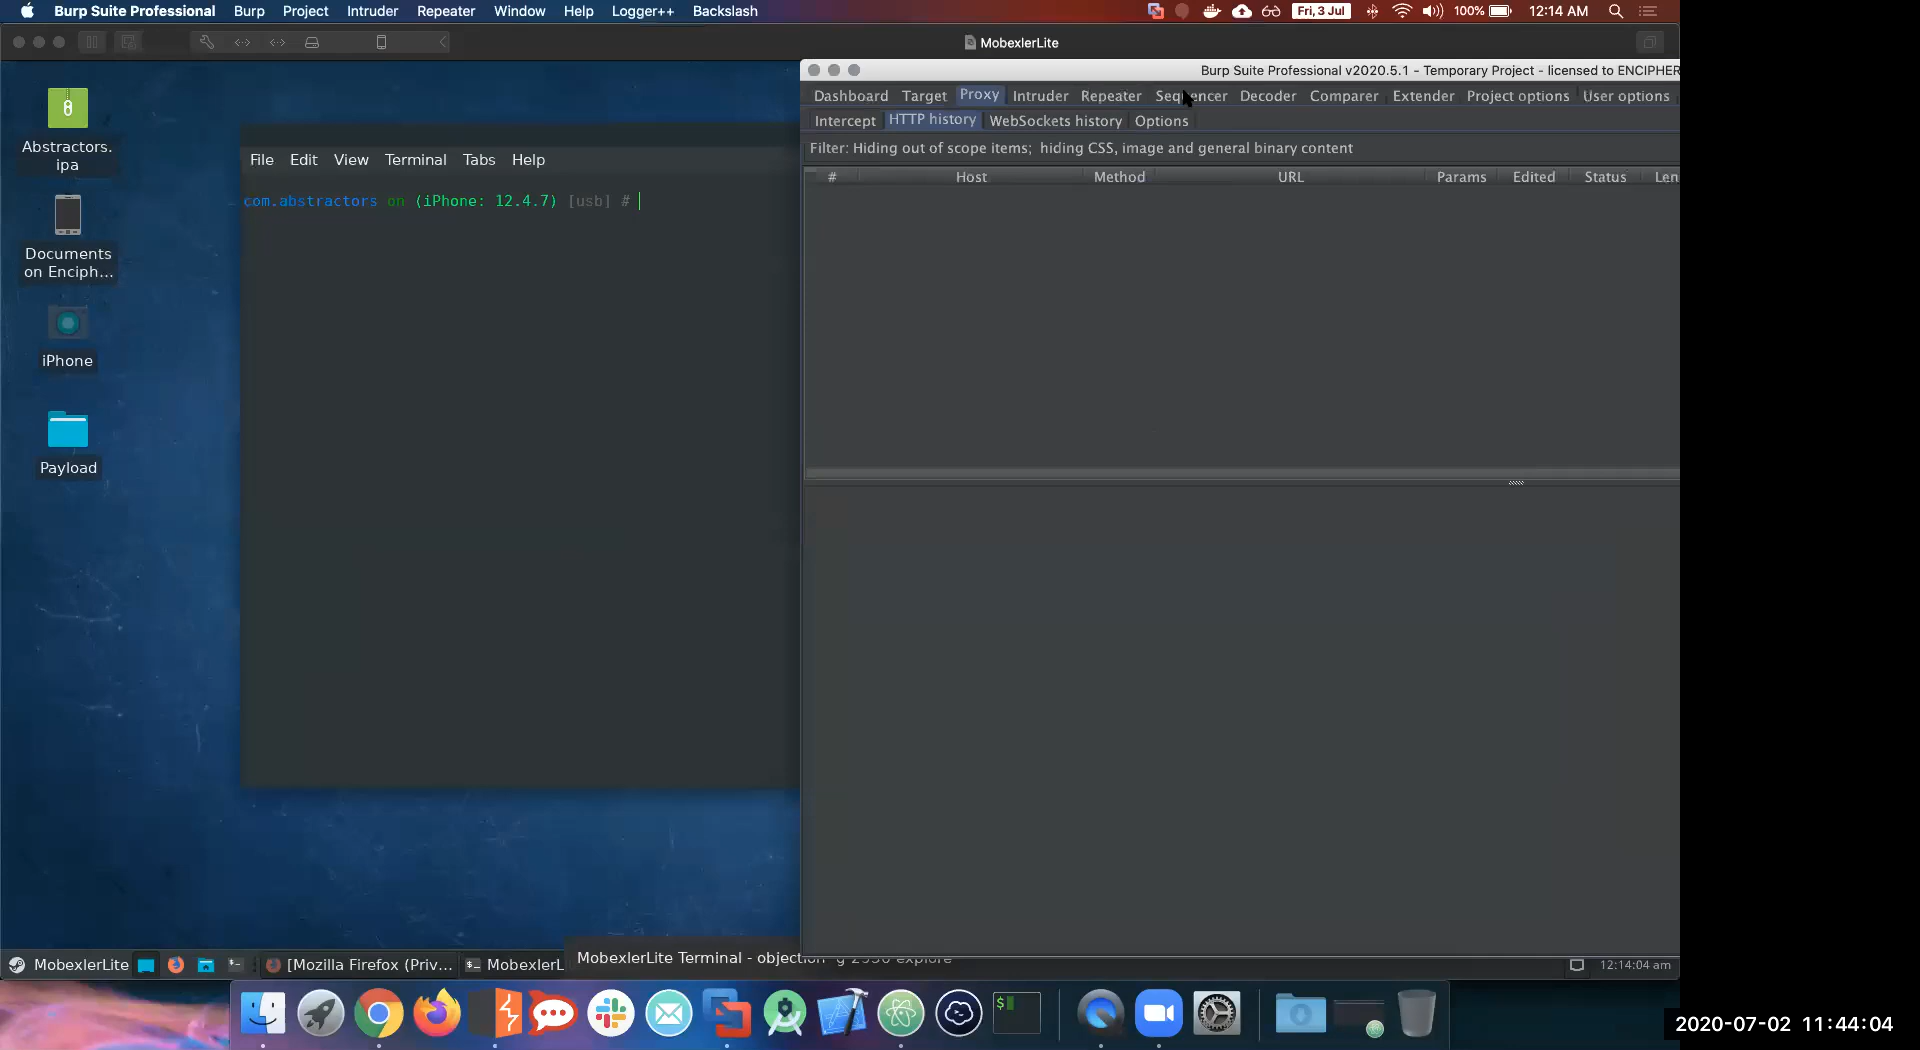 Burp Suite Professional Burp Project Intruder Repeater Window Help Logger++ Backslash Fri, 3 Jul 100% 12:14 AM
MobexlerLite
Burp Suite Professional v2020.5.1 - Temporary Project - licensed to ENCIPHER
Dashboard Target Proxy Intruder Repeater Sequencer Decoder Comparer Extender Project options User options
Intercept HTTP history WebSockets history Options
Filter: Hiding out of scope items; hiding CSS, image and general binary content
# Host Method URL Params Edited Status Len
Abstractors.
ipa
Documents
on Enciph...
iPhone
Payload
File Edit View Terminal Tabs Help
com.abstractors on (iPhone: 12.4.7) [usb] #
MobexlerLite [Mozilla Firefox (Priv... MobexlerL
MobexlerLite Terminal - objection -g 2950 explore
12:14:04 am
$
2020-07-02 11:44:04